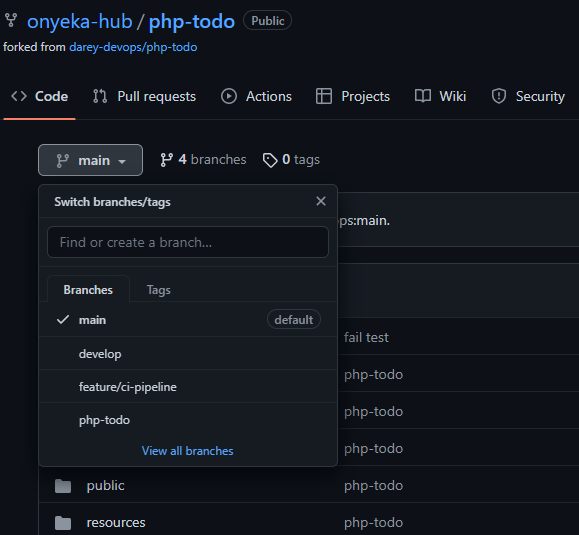 onyeka-hub / php-todo Public
forked from darey-devops/php-todo
Code Pull requests Actions Projects Wiki Security
main 4 branches 0 tags
Switch branches/tags
ps:main.
Find or create a branch...
Branches Tags
main default
fail test
develop
php-todo
feature/ci-pipeline
php-todo
php-todo
php-todo
View all branches
public php-todo
resources php-todo